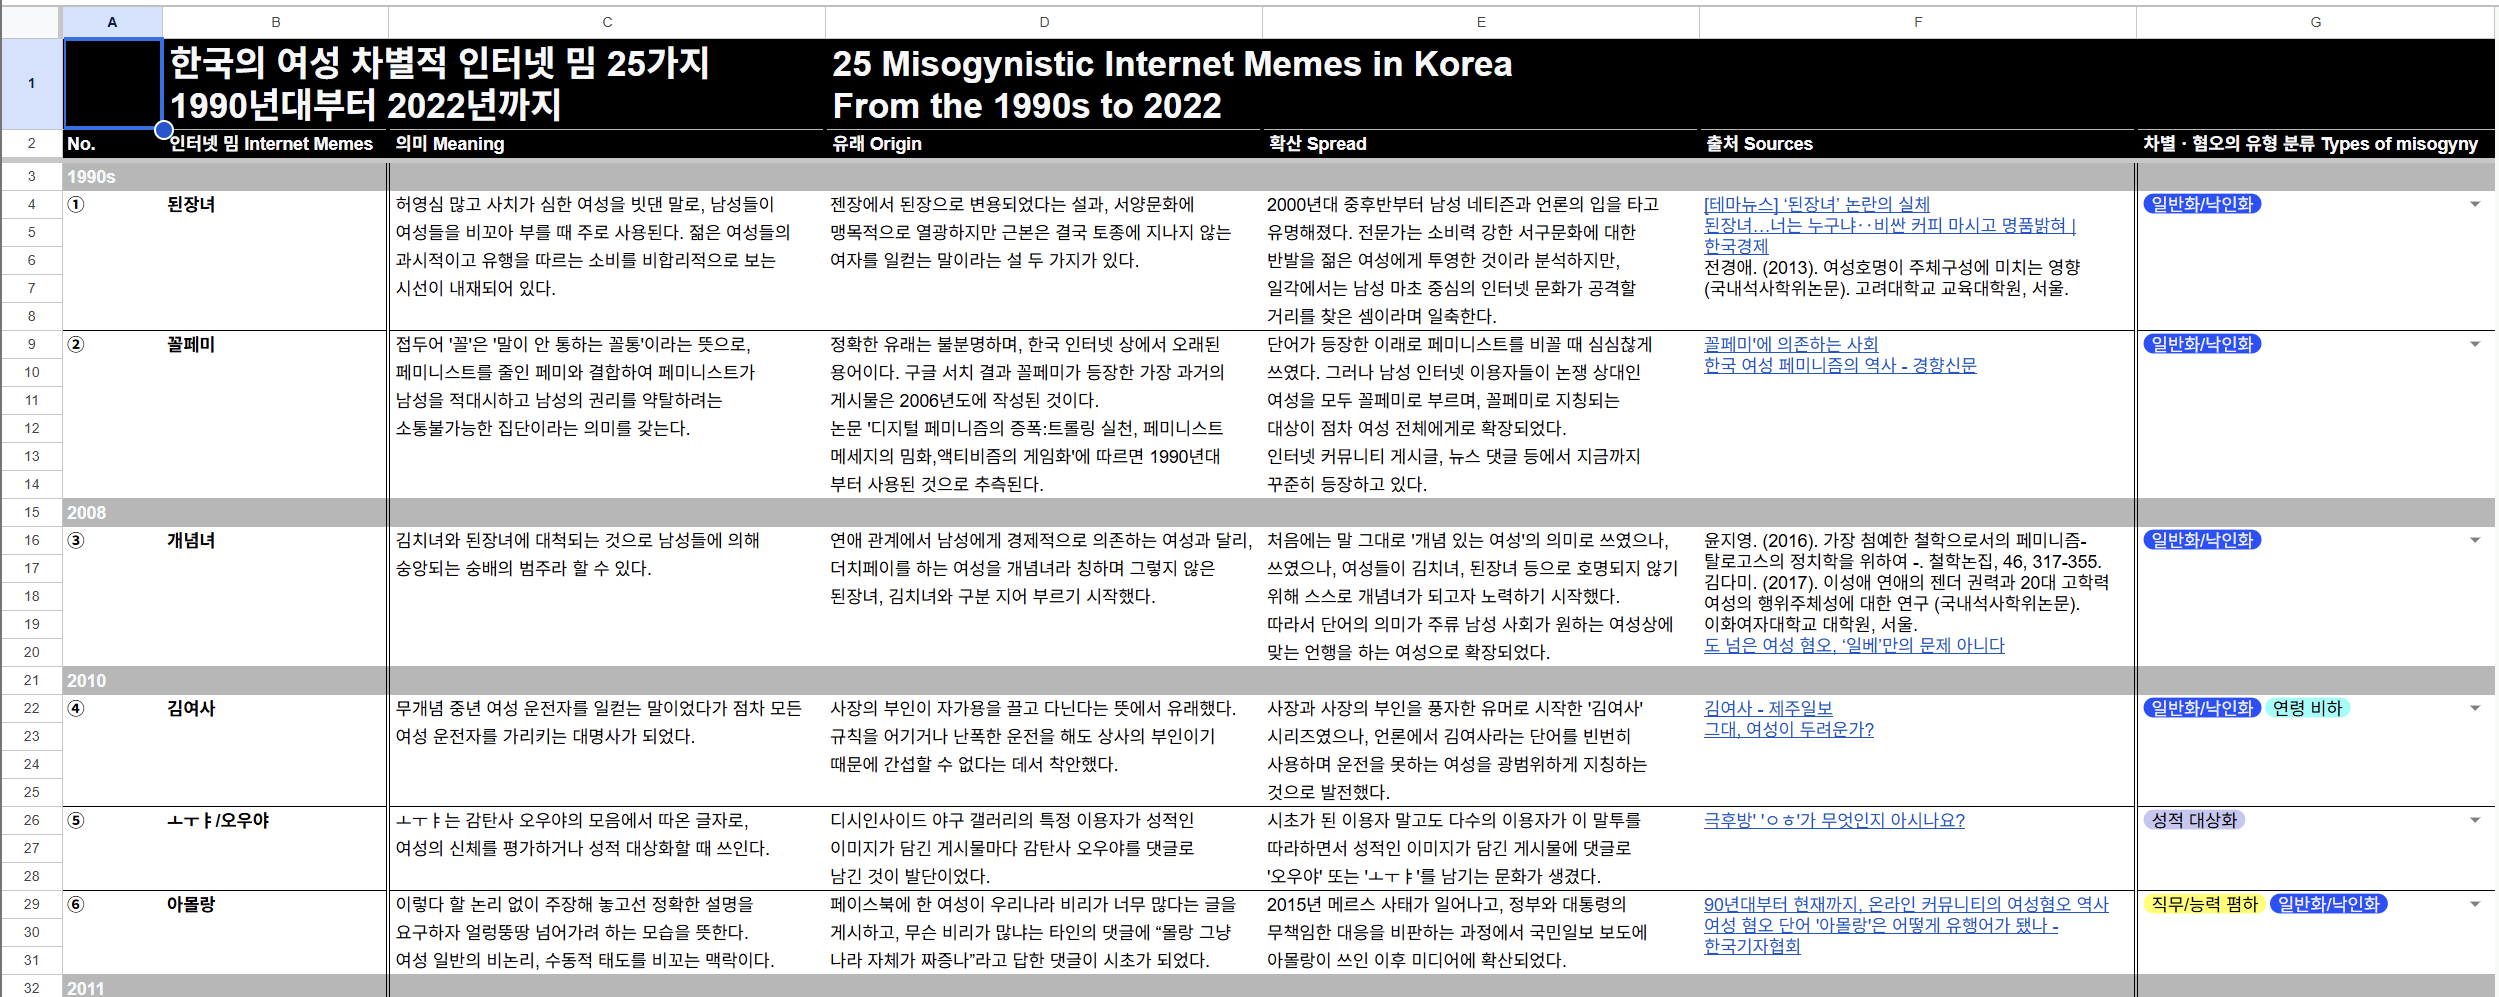 A B C D E F G
1 한국의 여성 차별적 인터넷 밈 25가지 25 Misogynistic Internet Memes in Korea
1990년대부터 2022년까지 From the 1990s to 2022
2 No. 인터넷 밈 Internet Memes 의미 Meaning 유래 Origin 확산 Spread 출처 Sources 차별 · 혐오의 유형 분류 Types of misogyny
3 1990s
4 ① 된장녀
허영심 많고 사치가 심한 여성을 빗댄 말로, 남성들이
여성들을 비꼬아 부를 때 주로 사용된다. 젊은 여성들의
과시적이고 유행을 따르는 소비를 비합리적으로 보는
시선이 내재되어 있다.
젠장에서 된장으로 변용되었다는 설과, 서양문화에
맹목적으로 열광하지만 근본은 결국 토종에 지나지 않는
여자를 일컫는 말이라는 설 두 가지가 있다.
2000년대 중후반부터 남성 네티즌과 언론의 입을 타고
유명해졌다. 전문가는 소비력 강한 서구문화에 대한
반발을 젊은 여성에게 투영한 것이라 분석하지만,
일각에서는 남성 마초 중심의 인터넷 문화가 공격할
거리를 찾은 셈이라며 일축한다.
[테마뉴스] ‘된장녀’ 논란의 실체
된장녀…너는 누구냐‥비싼 커피 마시고 명품밝혀 |
한국경제
전경애. (2013). 여성호명이 주체구성에 미치는 영향
(국내석사학위논문). 고려대학교 교육대학원, 서울.
일반화/낙인화
5
6
7
8
9 ② 꼴페미
접두어 '꼴'은 '말이 안 통하는 꼴통'이라는 뜻으로,
페미니스트를 줄인 페미와 결합하여 페미니스트가
남성을 적대시하고 남성의 권리를 약탈하려는
소통불가능한 집단이라는 의미를 갖는다.
정확한 유래는 불분명하며, 한국 인터넷 상에서 오래된
용어이다. 구글 서치 결과 꼴페미가 등장한 가장 과거의
게시물은 2006년도에 작성된 것이다.
논문 '디지털 페미니즘의 증폭:트롤링 실천, 페미니스트
메세지의 밈화,액티비즘의 게임화'에 따르면 1990년대
부터 사용된 것으로 추측된다.
단어가 등장한 이래로 페미니스트를 비꼴 때 심심찮게
쓰였다. 그러나 남성 인터넷 이용자들이 논쟁 상대인
여성을 모두 꼴페미로 부르며, 꼴페미로 지칭되는
대상이 점차 여성 전체에게로 확장되었다.
인터넷 커뮤니티 게시글, 뉴스 댓글 등에서 지금까지
꾸준히 등장하고 있다.
꼴페미'에 의존하는 사회
한국 여성 페미니즘의 역사 - 경향신문
일반화/낙인화
10
11
12
13
14
15 2008
16 ③ 개념녀
김치녀와 된장녀에 대척되는 것으로 남성들에 의해
숭앙되는 숭배의 범주라 할 수 있다.
연애 관계에서 남성에게 경제적으로 의존하는 여성과 달리,
더치페이를 하는 여성을 개념녀라 칭하며 그렇지 않은
된장녀, 김치녀와 구분 지어 부르기 시작했다.
처음에는 말 그대로 '개념 있는 여성'의 의미로 쓰였으나,
쓰였으나, 여성들이 김치녀, 된장녀 등으로 호명되지 않기
위해 스스로 개념녀가 되고자 노력하기 시작했다.
따라서 단어의 의미가 주류 남성 사회가 원하는 여성상에
맞는 언행을 하는 여성으로 확장되었다.
윤지영. (2016). 가장 첨예한 철학으로서의 페미니즘-
탈로고스의 정치학을 위하여 -. 철학논집, 46, 317-355.
김다미. (2017). 이성애 연애의 젠더 권력과 20대 고학력
여성의 행위주체성에 대한 연구 (국내석사학위논문).
이화여자대학교 대학원, 서울.
도 넘은 여성 혐오, ‘일베’만의 문제 아니다
일반화/낙인화
17
18
19
20
21 2010
22 ④ 김여사
무개념 중년 여성 운전자를 일컫는 말이었다가 점차 모든
여성 운전자를 가리키는 대명사가 되었다.
사장의 부인이 자가용을 끌고 다닌다는 뜻에서 유래했다.
규칙을 어기거나 난폭한 운전을 해도 상사의 부인이기
때문에 간섭할 수 없다는 데서 착안했다.
사장과 사장의 부인을 풍자한 유머로 시작한 '김여사'
시리즈였으나, 언론에서 김여사라는 단어를 빈번히
사용하며 운전을 못하는 여성을 광범위하게 지칭하는
것으로 발전했다.
김여사 - 제주일보
그대, 여성이 두려운가?
일반화/낙인화 연령 비하
23
24
25
26 ⑤ ㅗㅜㅑ/오우야
ㅗㅜㅑ는 감탄사 오우야의 모음에서 따온 글자로,
여성의 신체를 평가하거나 성적 대상화할 때 쓰인다.
디시인사이드 야구 갤러리의 특정 이용자가 성적인
이미지가 담긴 게시물마다 감탄사 오우야를 댓글로
남긴 것이 발단이었다.
시초가 된 이용자 말고도 다수의 이용자가 이 말투를
따라하면서 성적인 이미지가 담긴 게시물에 댓글로
'오우야' 또는 'ㅗㅜㅑ'를 남기는 문화가 생겼다.
극후방' 'ㅇㅎ'가 무엇인지 아시나요?
성적 대상화
27
28
29 ⑥ 아몰랑
이렇다 할 논리 없이 주장해 놓고선 정확한 설명을
요구하자 얼렁뚱땅 넘어가려 하는 모습을 뜻한다.
여성 일반의 비논리, 수동적 태도를 비꼬는 맥락이다.
페이스북에 한 여성이 우리나라 비리가 너무 많다는 글을
게시하고, 무슨 비리가 많냐는 타인의 댓글에 “몰랑 그냥
나라 자체가 짜증나”라고 답한 댓글이 시초가 되었다.
2015년 메르스 사태가 일어나고, 정부와 대통령의
무책임한 대응을 비판하는 과정에서 국민일보 보도에
아몰랑이 쓰인 이후 미디어에 확산되었다.
90년대부터 현재까지, 온라인 커뮤니티의 여성혐오 역사
여성 혐오 단어 '아몰랑'은 어떻게 유행어가 됐나 -
한국기자협회
직무/능력 폄하 일반화/낙인화
30
31
32 2011